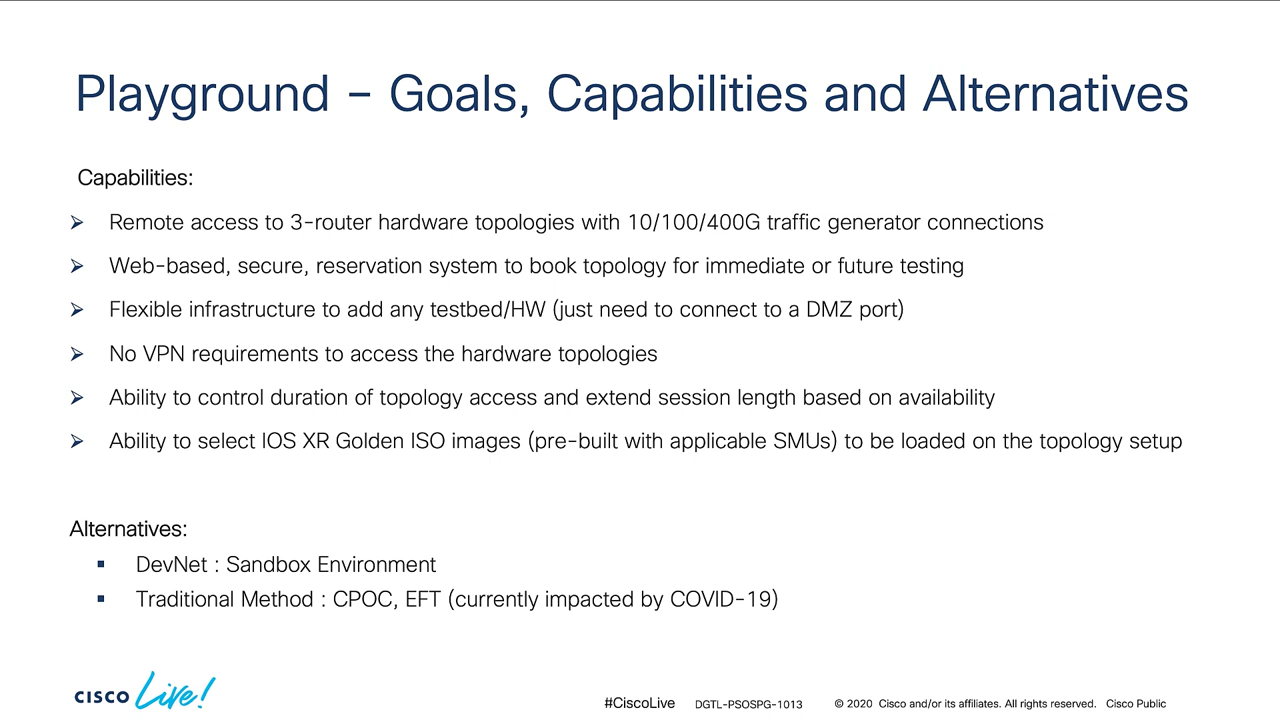 Playground – Goals, Capabilities and Alternatives
Capabilities:
Remote access to 3-router hardware topologies with 10/100/400G traffic generator connections
Web-based, secure, reservation system to book topology for immediate or future testing
Flexible infrastructure to add any testbed/HW (just need to connect to a DMZ port)
No VPN requirements to access the hardware topologies
Ability to control duration of topology access and extend session length based on availability
Ability to select IOS XR Golden ISO images (pre-built with applicable SMUs) to be loaded on the topology setup
Alternatives:
DevNet : Sandbox Environment
Traditional Method : CPOC, EFT (currently impacted by COVID-19)
CISCO Live!
#CiscoLive DGTL-PSOSPG-1013 © 2020 Cisco and/or its affiliates. All rights reserved. Cisco Public